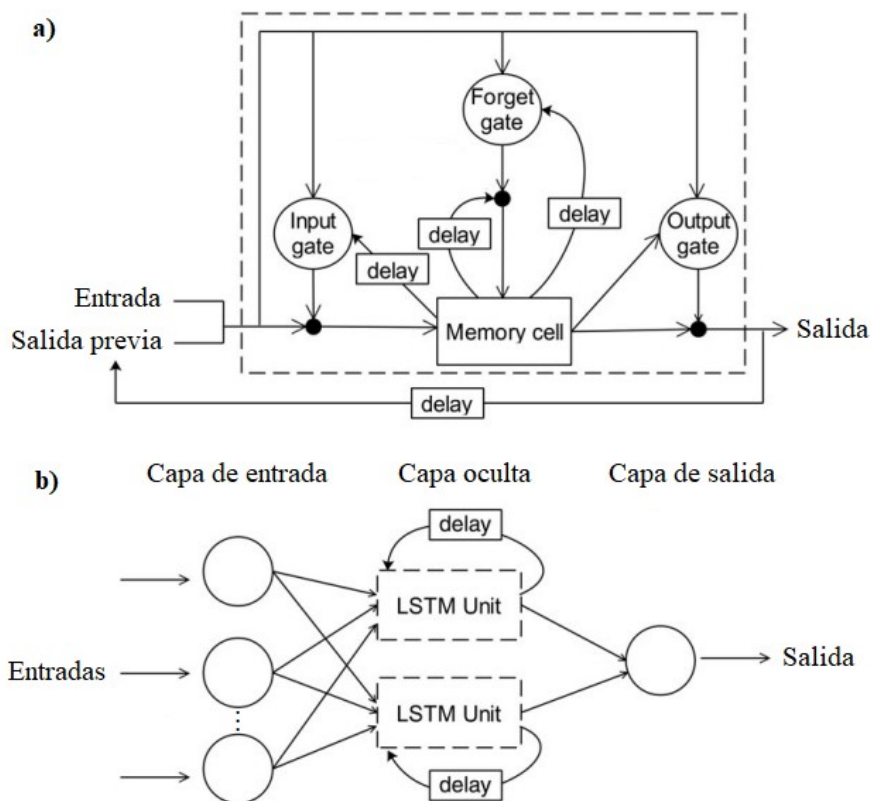 a)
Forget
gate
Input
gate
delay
delay
delay
Output
gate
Entrada
Salida previa
Memory cell
Salida
delay
b)
Capa de entrada
Capa oculta
Capa de salida
delay
LSTM Unit
Entradas
Salida
LSTM Unit
delay